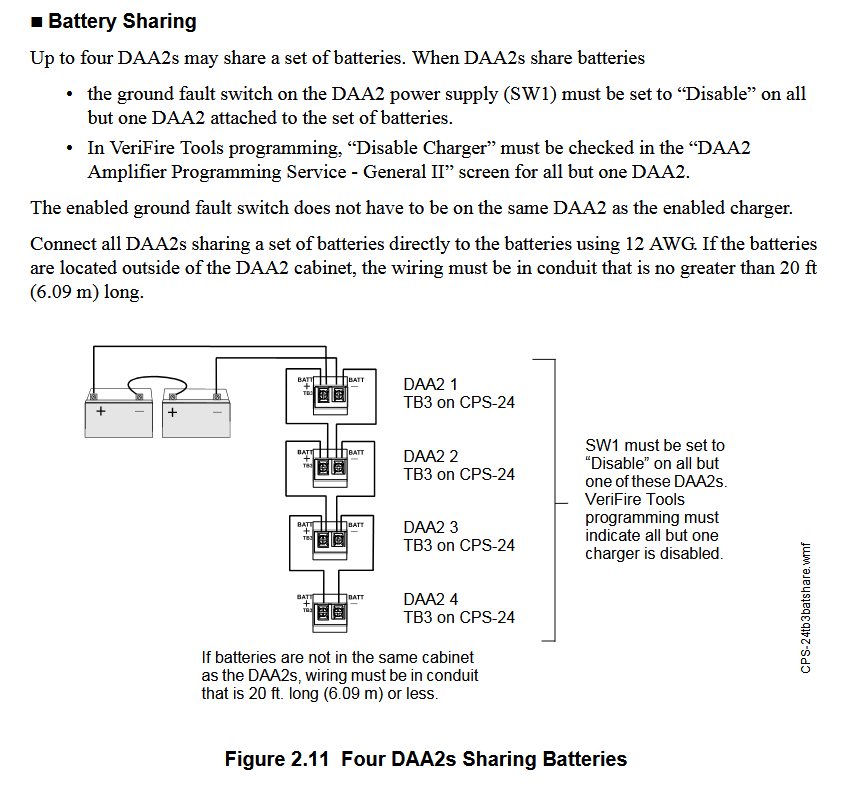 ■ Battery Sharing
Up to four DAA2s may share a set of batteries. When DAA2s share batteries
• the ground fault switch on the DAA2 power supply (SW1) must be set to “Disable” on all
but one DAA2 attached to the set of batteries.
• In VeriFire Tools programming, “Disable Charger” must be checked in the “DAA2
Amplifier Programming Service - General II” screen for all but one DAA2.
The enabled ground fault switch does not have to be on the same DAA2 as the enabled charger.
Connect all DAA2s sharing a set of batteries directly to the batteries using 12 AWG. If the batteries
are located outside of the DAA2 cabinet, the wiring must be in conduit that is no greater than 20 ft
(6.09 m) long.
+ – + –
BATT BATT
+ –
TB3
DAA2 1
TB3 on CPS-24
BATT BATT
+ –
TB3
DAA2 2
TB3 on CPS-24
BATT BATT
+ –
TB3
DAA2 3
TB3 on CPS-24
BATT BATT
+ –
TB3
DAA2 4
TB3 on CPS-24
SW1 must be set to
“Disable” on all but
one of these DAA2s.
VeriFire Tools
programming must
indicate all but one
charger is disabled.
CPS-24tb3batshare.wmf
If batteries are not in the same cabinet
as the DAA2s, wiring must be in conduit
that is 20 ft. long (6.09 m) or less.
Figure 2.11 Four DAA2s Sharing Batteries